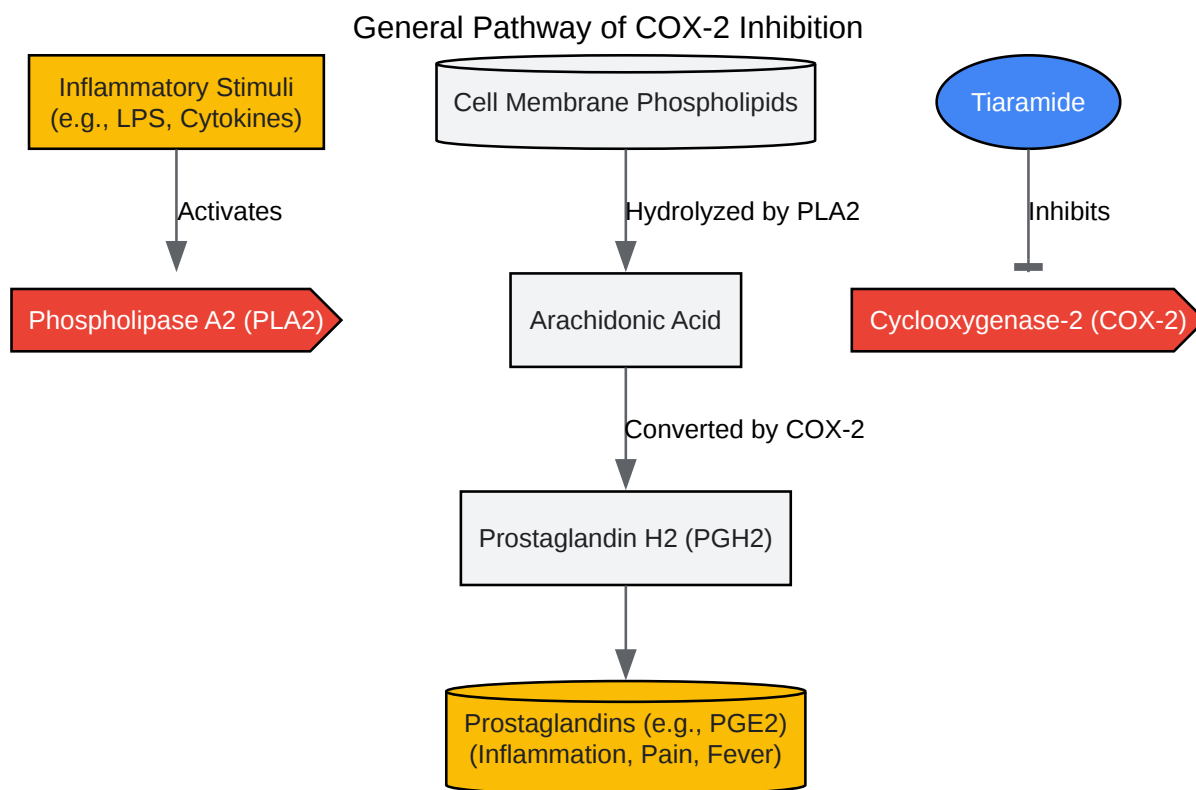 General Pathway of COX-2 Inhibition
Inflammatory Stimuli
(e.g., LPS, Cytokines)
Cell Membrane Phospholipids
Tiaramide
Activates
Hydrolyzed by PLA2
Inhibits
Phospholipase A2 (PLA2)
Arachidonic Acid
Cyclooxygenase-2 (COX-2)
Converted by COX-2
Prostaglandin H2 (PGH2)
Prostaglandins (e.g., PGE2)
(Inflammation, Pain, Fever)